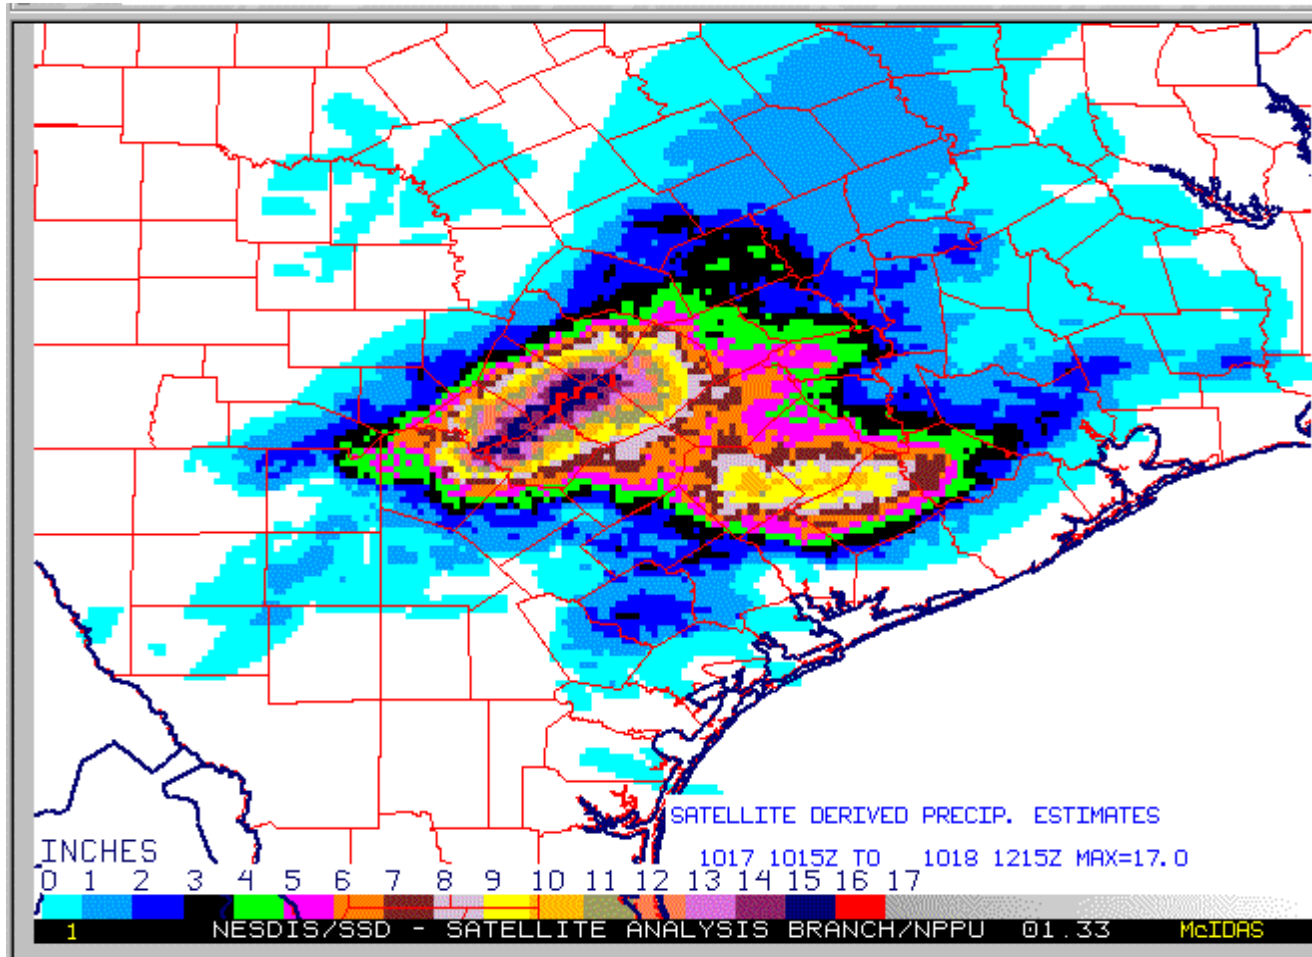 SATELLITE DERIVED PRECIP. ESTIMATES
1017 1015Z TO 1018 1215Z MAX=17.0
INCHES
0 1 2 3 4 5 6 7 8 9 10 11 12 13 14 15 16 17
1 NESDIS/SSD - SATELLITE ANALYSIS BRANCH/NPPU 01.33 McIDAS